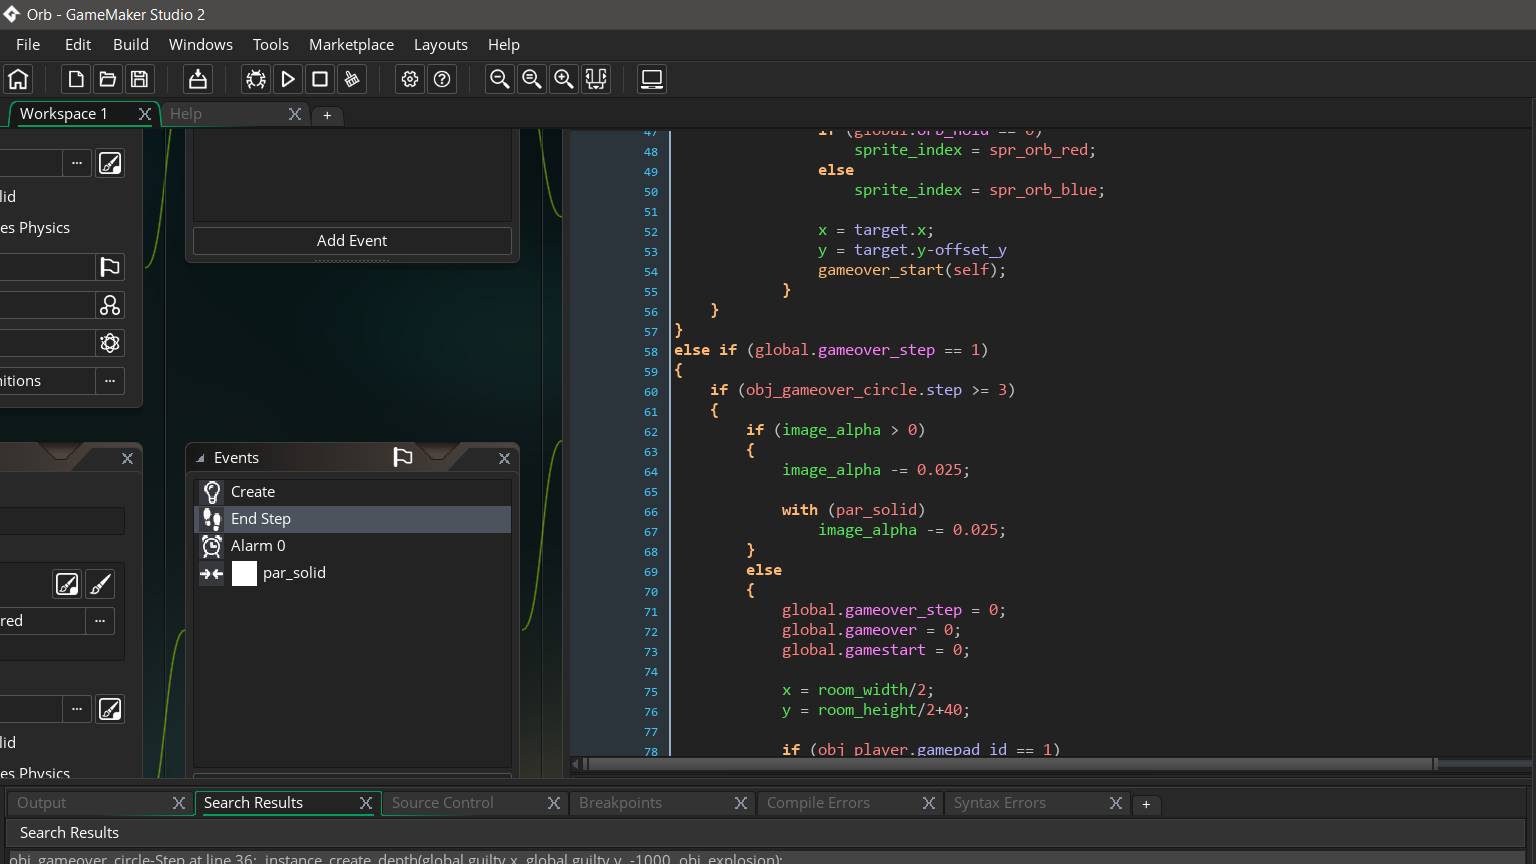 Orb - GameMaker Studio 2
File Edit Build Windows Tools Marketplace Layouts Help
Workspace 1 Help +
lid
es Physics
nitions
red
lid
es Physics
Add Event
Events
Create
End Step
Alarm 0
par_solid
47 if (global.orb_hold == 0)
48 sprite_index = spr_orb_red;
49 else
50 sprite_index = spr_orb_blue;
51
52 x = target.x;
53 y = target.y-offset_y
54 gameover_start(self);
55 }
56 }
57 }
58 else if (global.gameover_step == 1)
59 {
60 if (obj_gameover_circle.step >= 3)
61 {
62 if (image_alpha > 0)
63 {
64 image_alpha -= 0.025;
65
66 with (par_solid)
67 image_alpha -= 0.025;
68 }
69 else
70 {
71 global.gameover_step = 0;
72 global.gameover = 0;
73 global.gamestart = 0;
74
75 x = room_width/2;
76 y = room_height/2+40;
77
78 if (obj_player.gamepad_id == 1)
Output Search Results Source Control Breakpoints Compile Errors Syntax Errors +
Search Results
obj_gameover_circle-Step at line 36: instance_create_depth(global.guilty.x, global.guilty.y, -1000, obj_explosion);